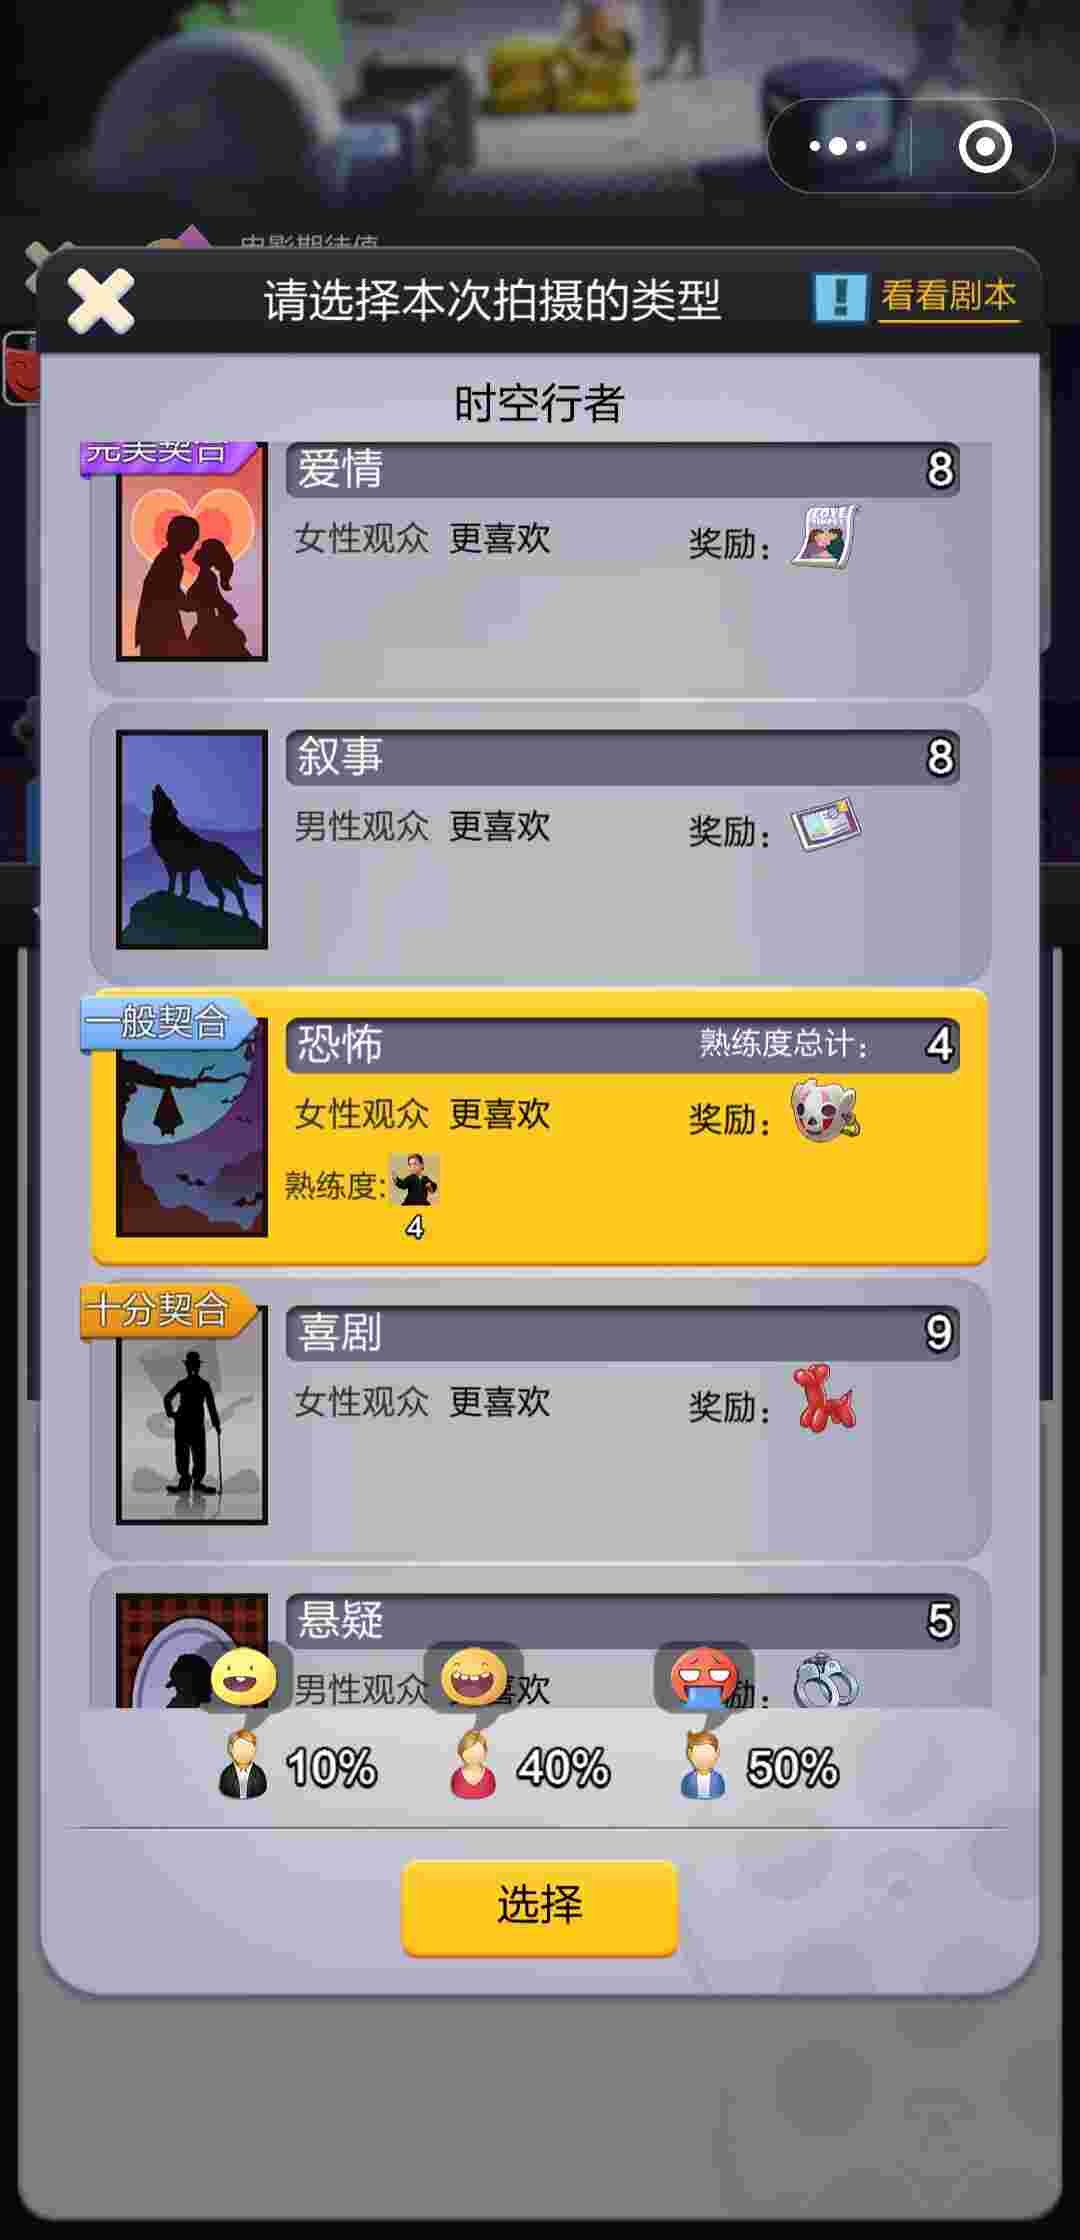 电影期待值
请选择本次拍摄的类型
看看剧本
时空行者
完美契合
爱情
8
女性观众 更喜欢
奖励:
叙事
8
男性观众 更喜欢
奖励:
一般契合
恐怖
熟练度总计: 4
女性观众 更喜欢
奖励:
熟练度:
4
十分契合
喜剧
9
女性观众 更喜欢
奖励:
悬疑
5
男性观众 喜欢
励:
10% 40% 50%
选择